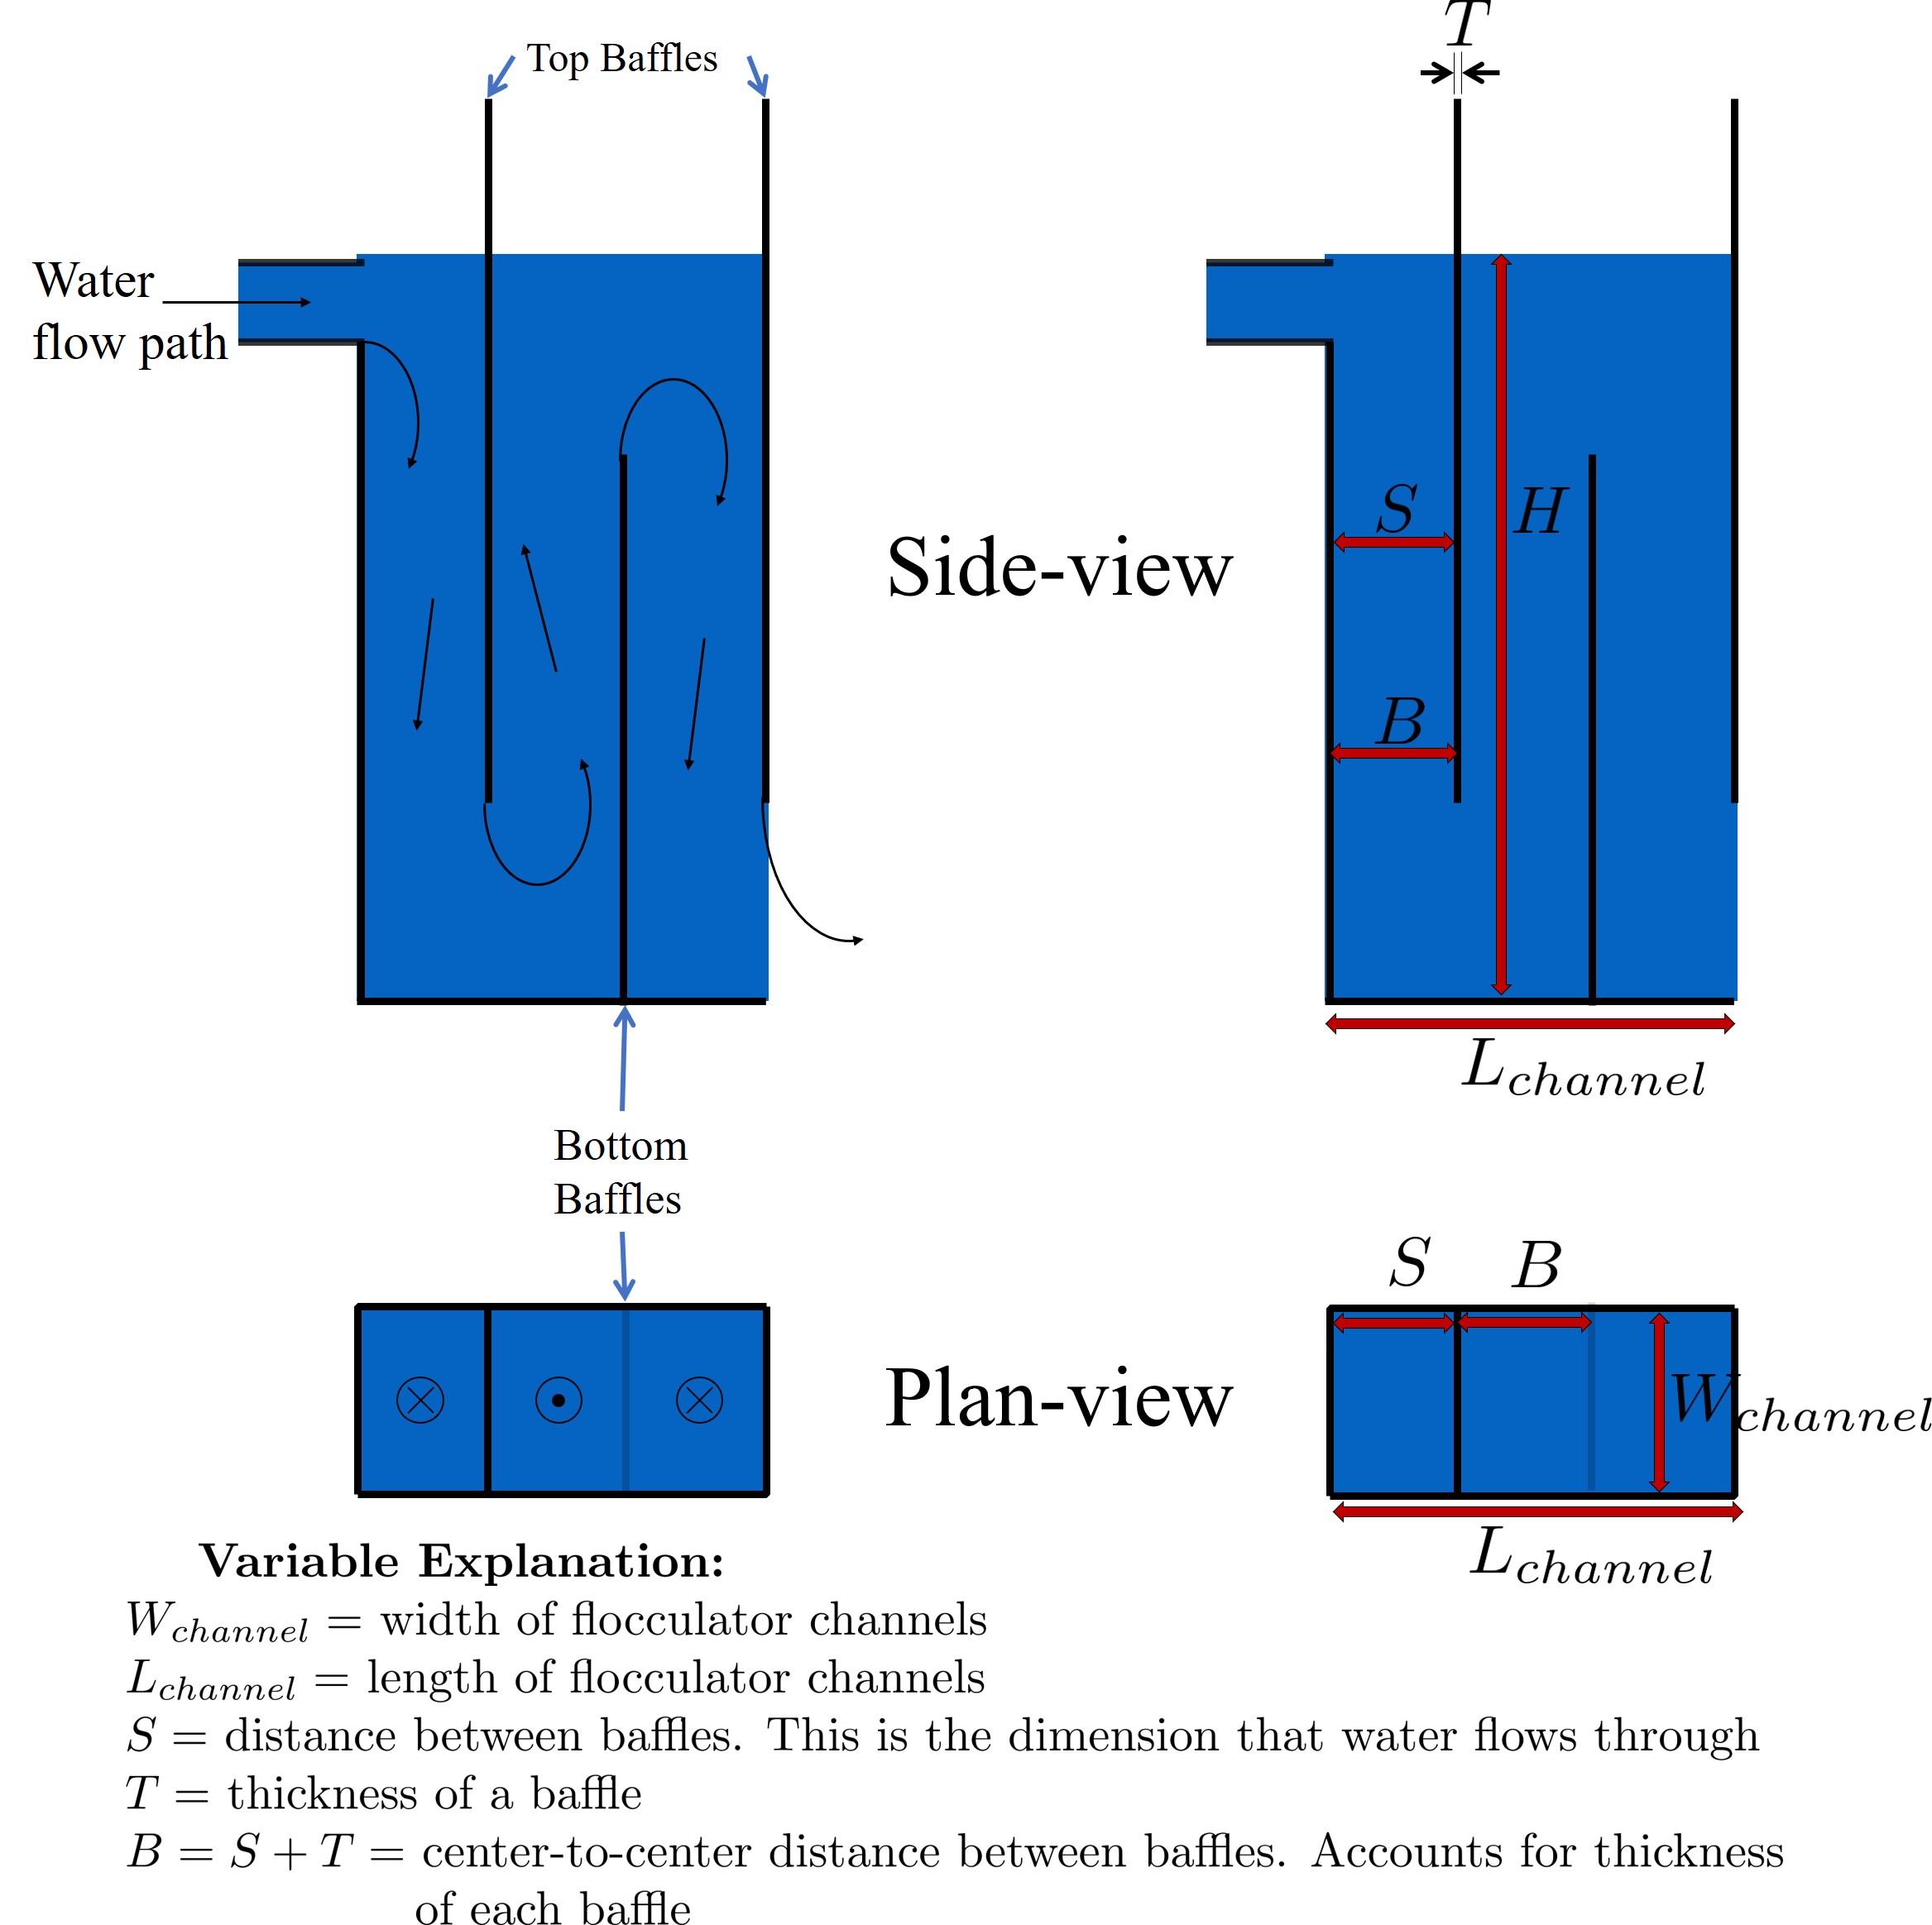 T
Top Baffles
Water
flow path
Side-view
S
H
B
L_{channel}
Bottom
Baffles
S
B
Plan-view
W_{channel}
L_{channel}
Variable Explanation:
W_{channel} = width of flocculator channels
L_{channel} = length of flocculator channels
S = distance between baffles. This is the dimension that water flows through
T = thickness of a baffle
B = S + T = center-to-center distance between baffles. Accounts for thickness
of each baffle